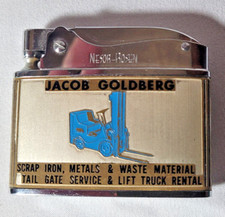 JACOB GOLDBERG
SCRAP IRON, METALS & WASTE MATERIAL
TAIL GATE SERVICE & LIFT TRUCK RENTAL